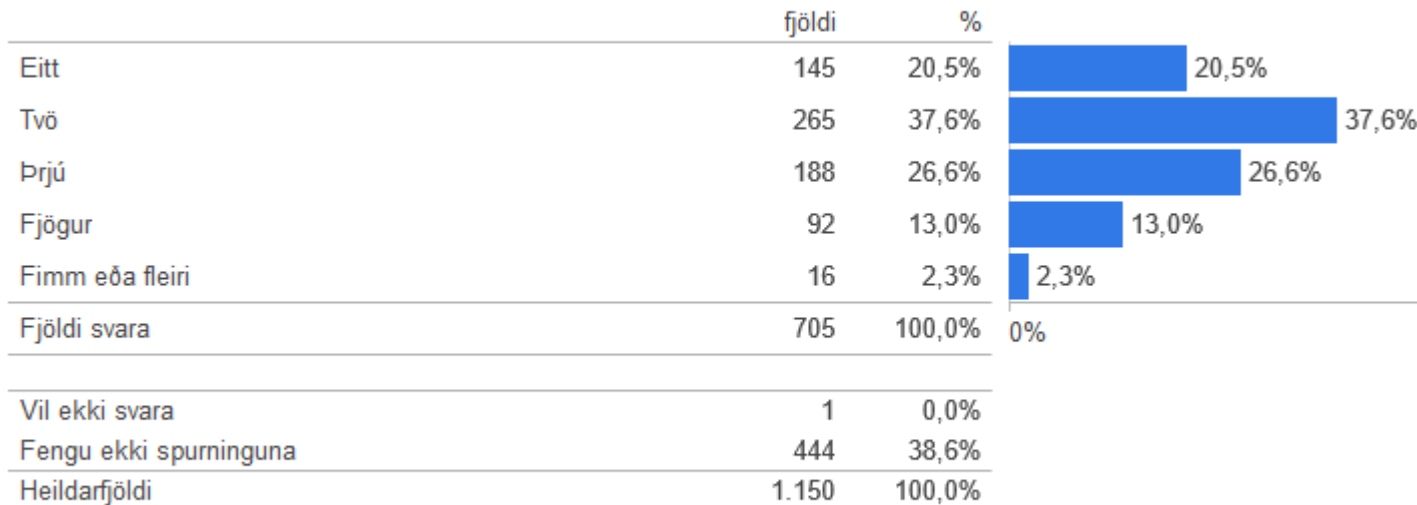 fjöldi %
Eitt 145 20,5% 20,5%
Tvö 265 37,6% 37,6%
Þrjú 188 26,6% 26,6%
Fjögur 92 13,0% 13,0%
Fimm eða fleiri 16 2,3% 2,3%
Fjöldi svara 705 100,0% 0%
Vil ekki svara 1 0,0%
Fengu ekki spurninguna 444 38,6%
Heildarfjöldi 1.150 100,0%